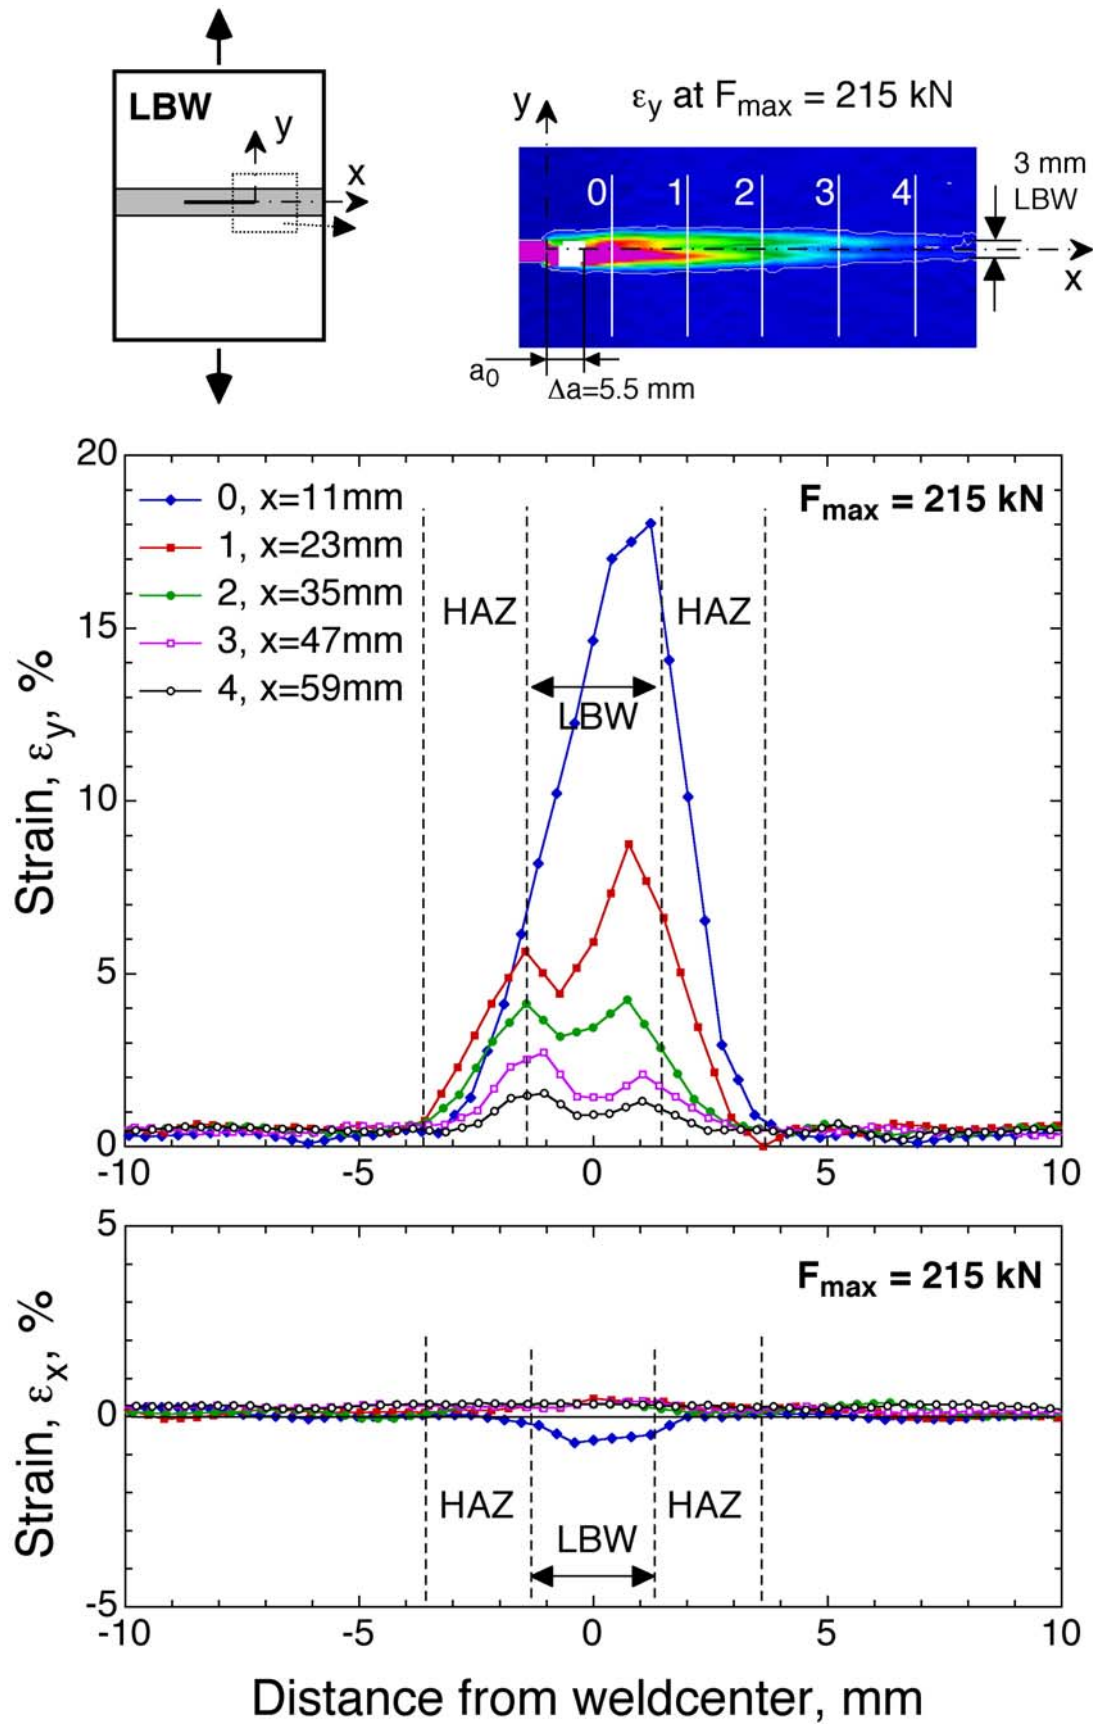 LBW
y
x
y
εy at Fmax = 215 kN
0 1 2 3 4
3 mm
LBW
x
a0
Δa=5.5 mm
20
15
10
5
0
Strain, εy, %
0, x=11mm
1, x=23mm
2, x=35mm
3, x=47mm
4, x=59mm
Fmax = 215 kN
HAZ
HAZ
LBW
-10 -5 0 5 10
5
0
-5
Strain, εx, %
Fmax = 215 kN
HAZ
HAZ
LBW
-10 -5 0 5 10
Distance from weldcenter, mm